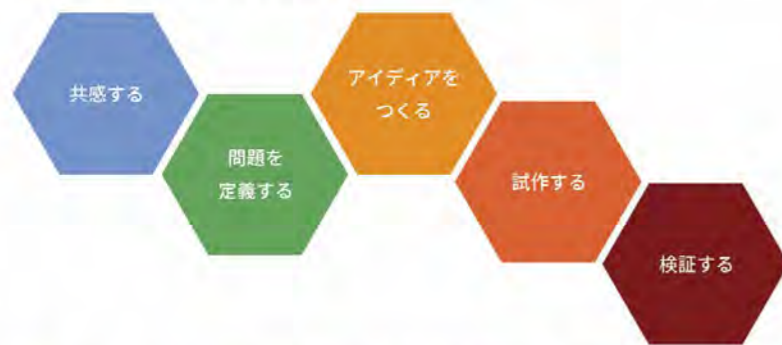 共感する
問題を
定義する
アイディアを
つくる
試作する
検証する